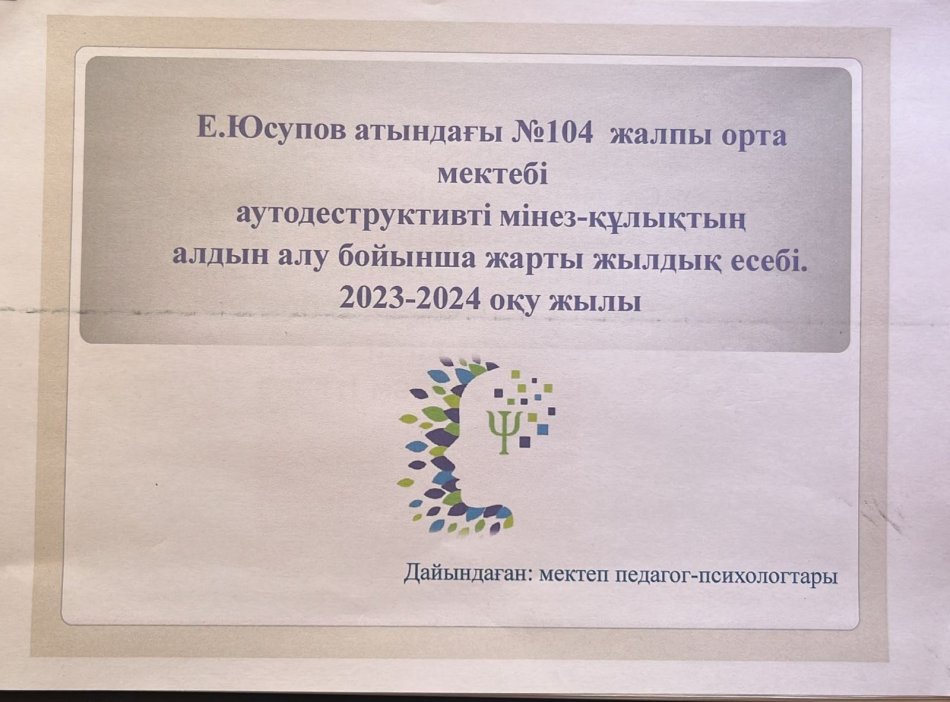 Е.Юсупов атындағы №104 жалпы орта
мектебі
аутодеструктивті мінез-құлықтың
алдын алу бойынша жарты жылдық есебі.
2023-2024 оқу жылы
Ψ
Дайындаған: мектеп педагог-психологтары